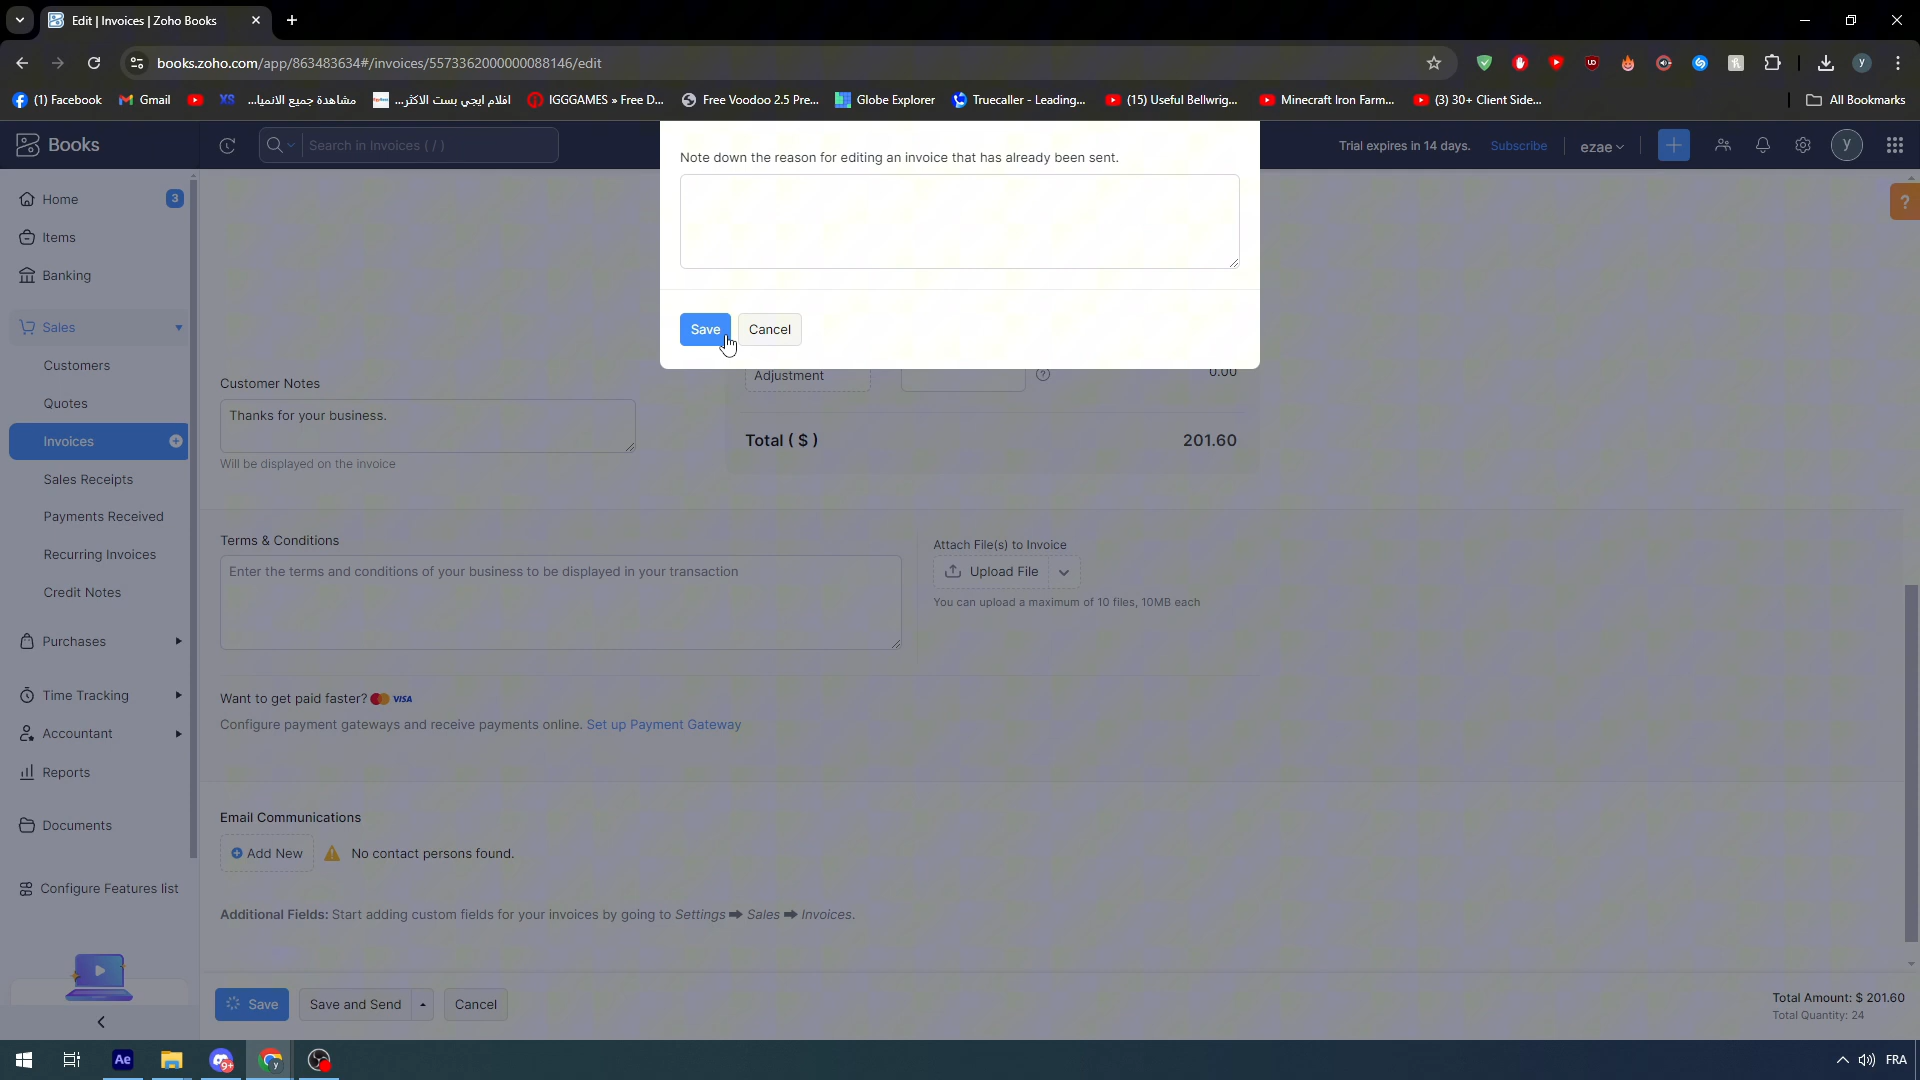 Edit | Invoices | Zoho Books
books.zoho.com/app/863483634#/invoices/5573362000000088146/edit
(1) Facebook
Gmail
XS
مشاهدة جميع الانميا...
افلام ايجي بست الاكثر...
IGGGAMES » Free D...
Free Voodoo 2.5 Pre...
Globe Explorer
Truecaller - Leading...
(15) Useful Bellwrig...
Minecraft Iron Farm...
(3) 30+ Client Side...
All Bookmarks
Books
Search in Invoices ( / )
Trial expires in 14 days.
Subscribe
ezae
y
Home
3
Items
Banking
Sales
Customers
Quotes
Invoices
Sales Receipts
Payments Received
Recurring Invoices
Credit Notes
Purchases
Time Tracking
Accountant
Reports
Documents
Configure Features list
Note down the reason for editing an invoice that has already been sent.
Save
Cancel
Adjustment
0.00
Customer Notes
Thanks for your business.
Will be displayed on the invoice
Total ( $ )
201.60
Terms & Conditions
Enter the terms and conditions of your business to be displayed in your transaction
Attach File(s) to Invoice
Upload File
You can upload a maximum of 10 files, 10MB each
Want to get paid faster? VISA
Configure payment gateways and receive payments online. Set up Payment Gateway
Email Communications
Add New
No contact persons found.
Additional Fields: Start adding custom fields for your invoices by going to Settings ➡ Sales ➡ Invoices.
Save
Save and Send
Cancel
Total Amount: $ 201.60
Total Quantity: 24
Ae
9+
FRA